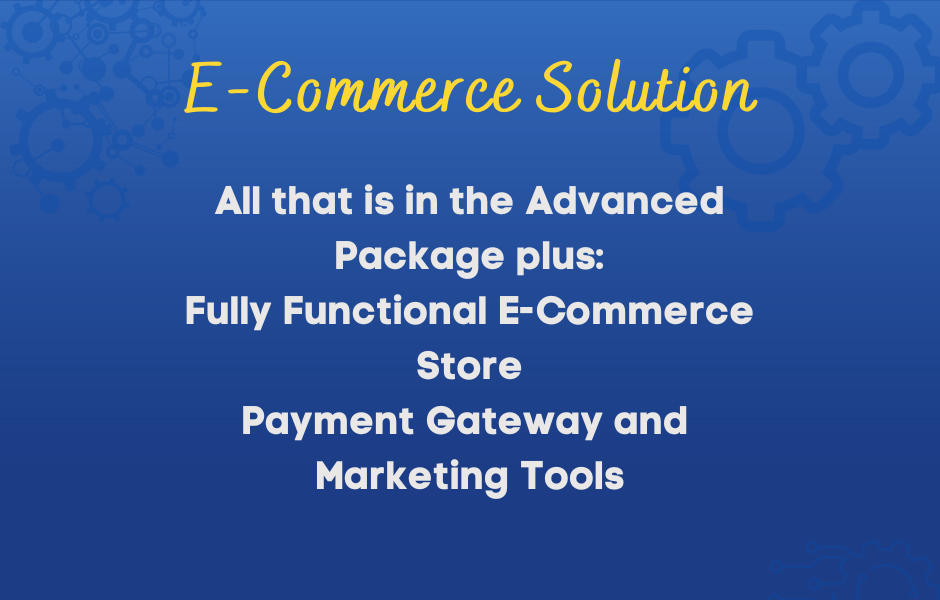 E-Commerce Solution
All that is in the Advanced
Package plus:
Fully Functional E-Commerce
Store
Payment Gateway and
Marketing Tools